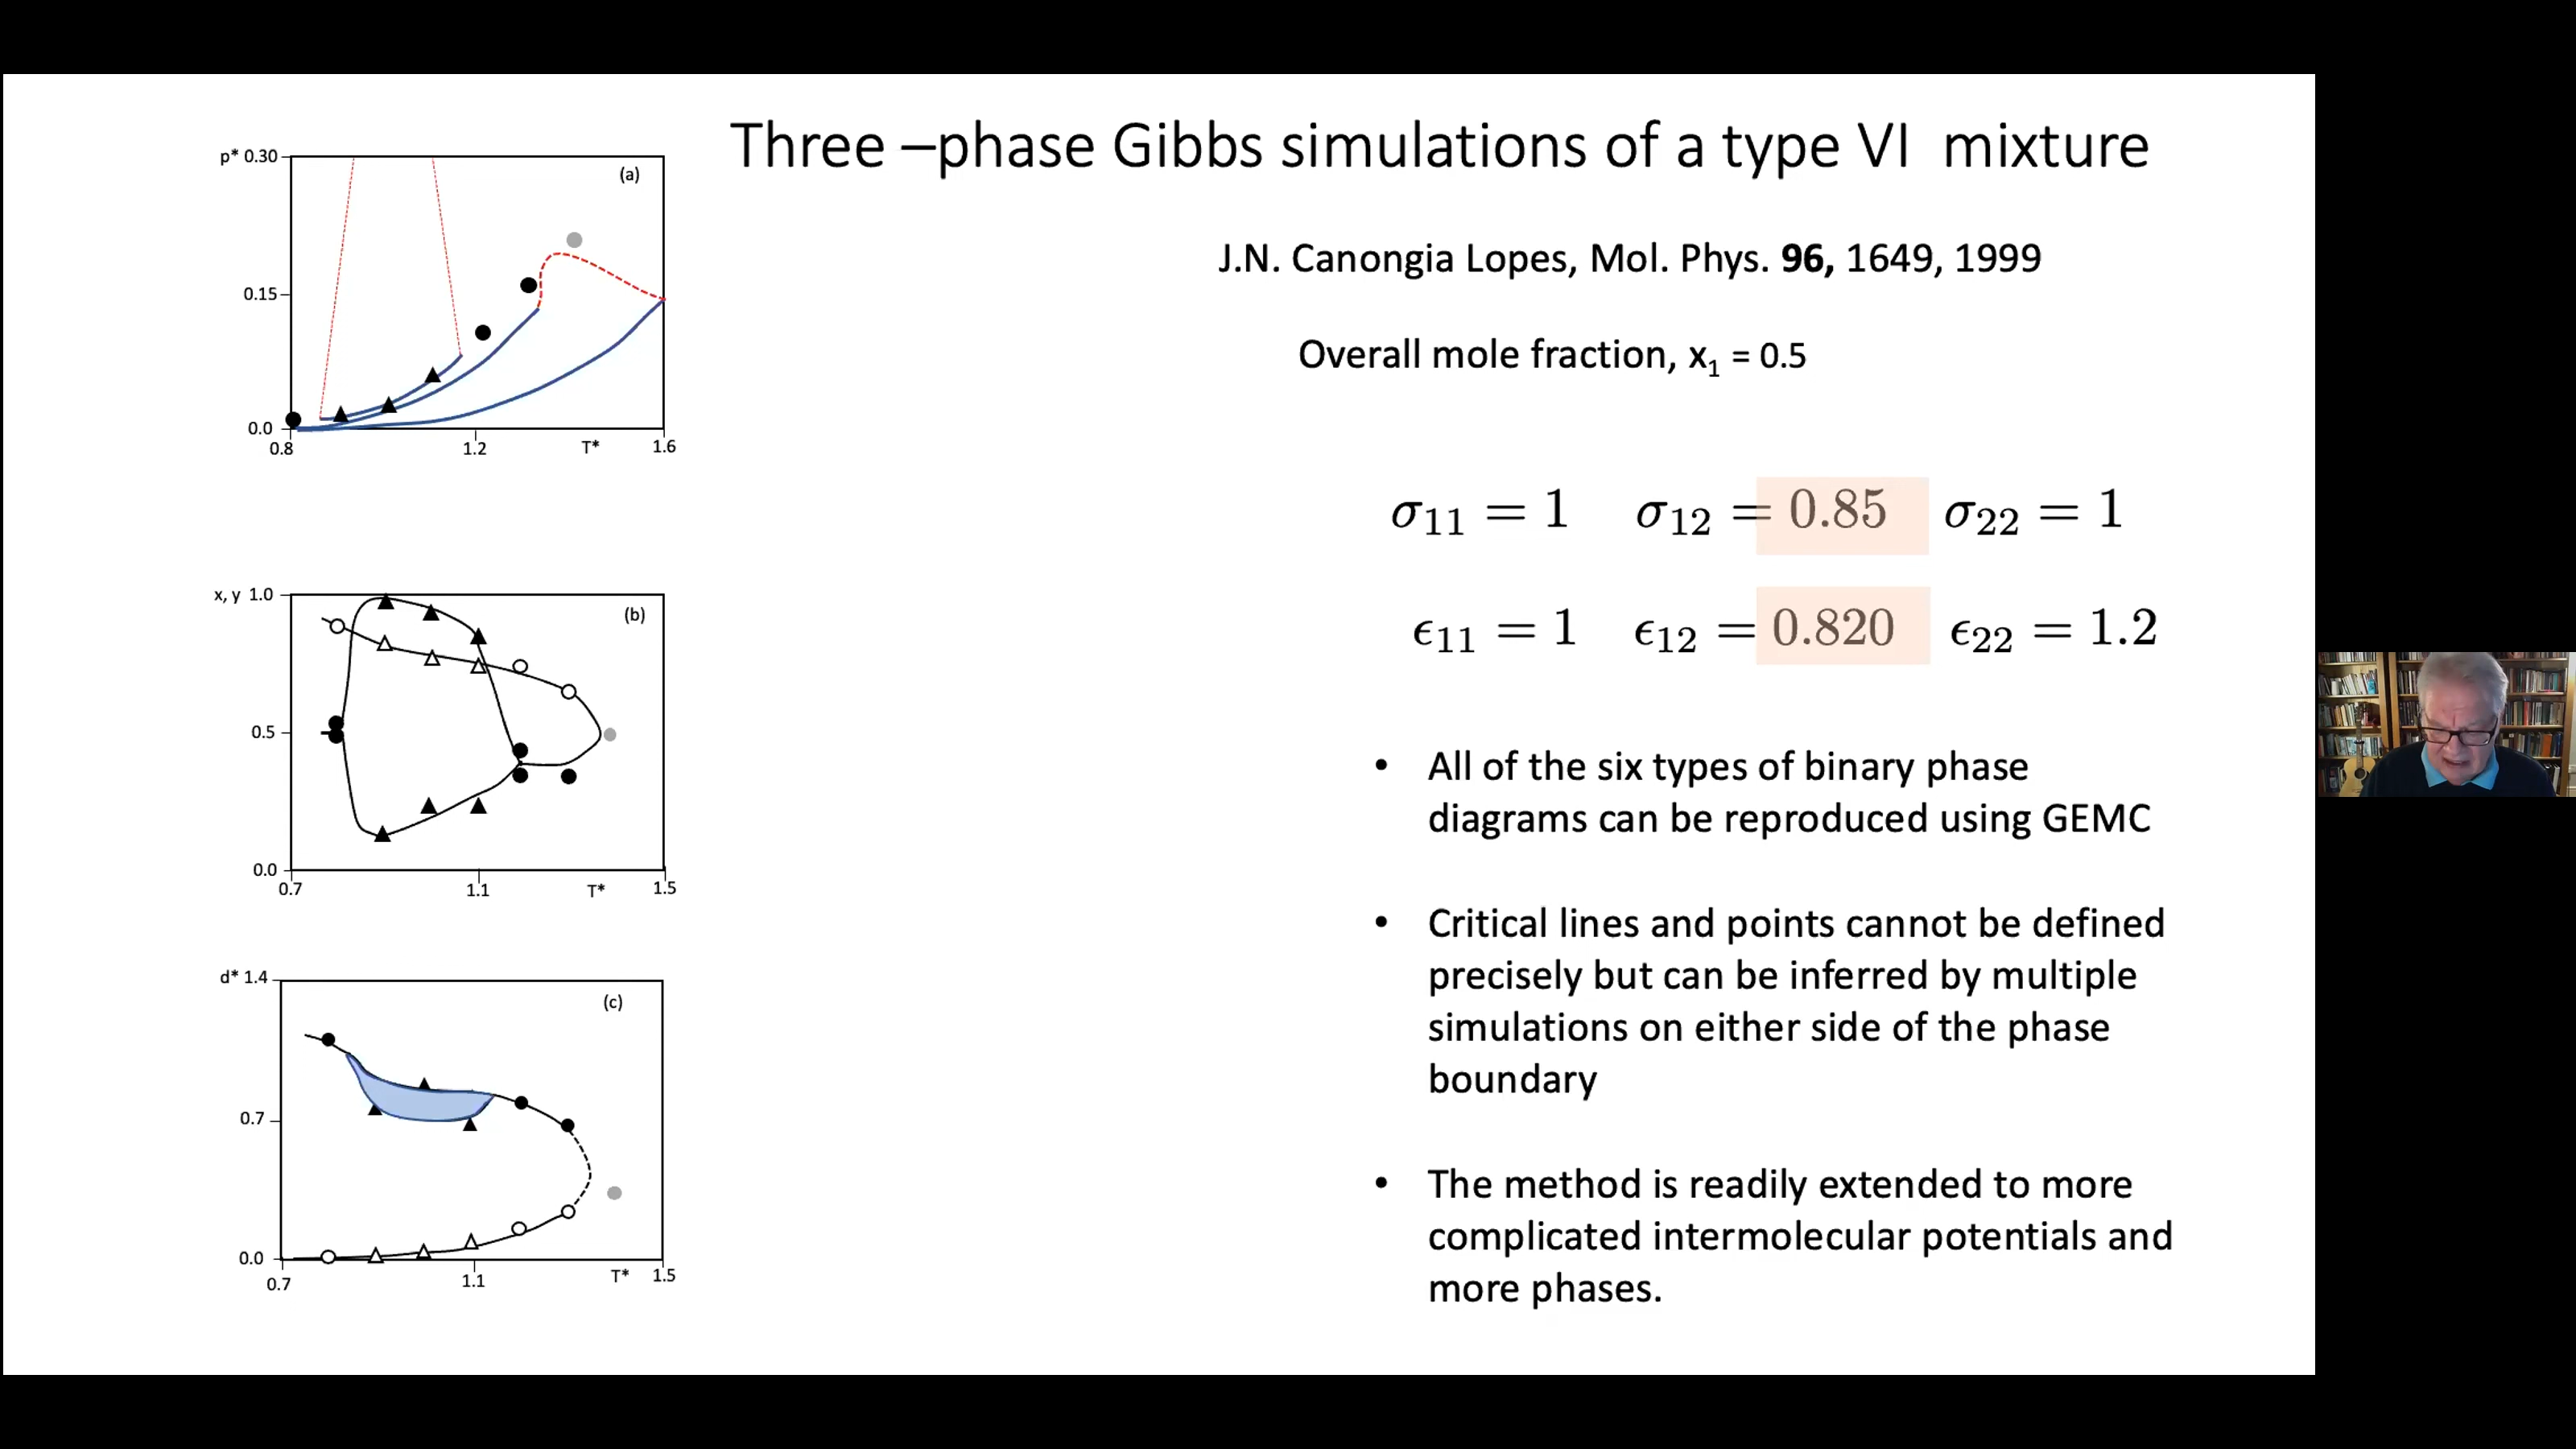 Three –phase Gibbs simulations of a type VI mixture
J.N. Canongia Lopes, Mol. Phys. 96, 1649, 1999
Overall mole fraction, x₁ = 0.5
σ₁₁ = 1 σ₁₂ = 0.85 σ₂₂ = 1
ϵ₁₁ = 1 ϵ₁₂ = 0.820 ϵ₂₂ = 1.2
• All of the six types of binary phase
diagrams can be reproduced using GEMC
• Critical lines and points cannot be defined
precisely but can be inferred by multiple
simulations on either side of the phase
boundary
• The method is readily extended to more
complicated intermolecular potentials and
more phases.
p* 0.30
(a)
0.15
0.0
0.8 1.2 T* 1.6
x, y 1.0
(b)
0.5
0.0
0.7 1.1 T* 1.5
d* 1.4
(c)
0.7
0.0
0.7 1.1 T* 1.5